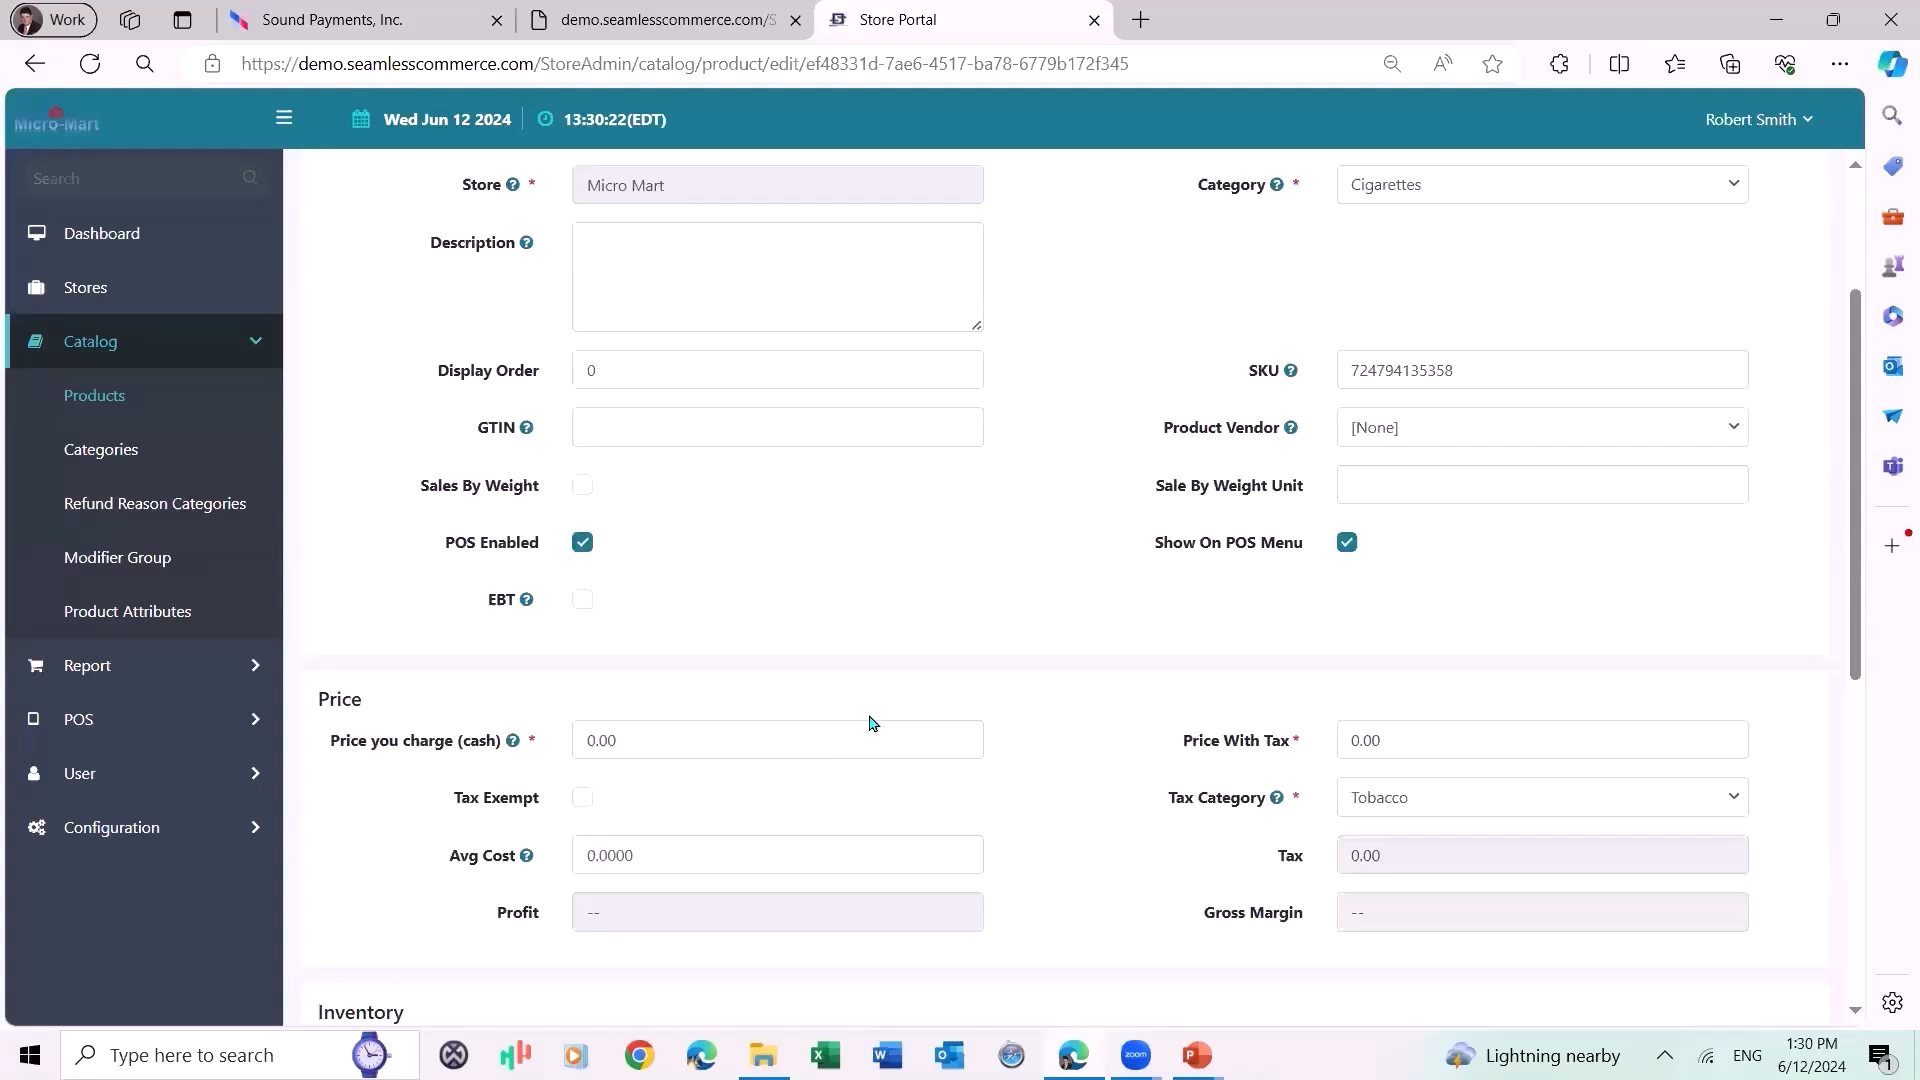 Work
Sound Payments, Inc.
demo.seamlesscommerce.com/S
Store Portal
https://demo.seamlesscommerce.com/StoreAdmin/catalog/product/edit/ef48331d-7ae6-4517-ba78-6779b172f345
Micro-Mart
Wed Jun 12 2024
13:30:22(EDT)
Robert Smith
Search
Dashboard
Stores
Catalog
Products
Categories
Refund Reason Categories
Modifier Group
Product Attributes
Report
POS
User
Configuration
Store ? * Micro Mart
Category ? * Cigarettes
Description ?
Display Order 0
SKU ? 724794135358
GTIN ?
Product Vendor ? [None]
Sales By Weight
Sale By Weight Unit
POS Enabled
Show On POS Menu
EBT ?
Price
Price you charge (cash) ? * 0.00
Price With Tax * 0.00
Tax Exempt
Tax Category ? * Tobacco
Avg Cost ? 0.0000
Tax 0.00
Profit --
Gross Margin --
Inventory
Type here to search
zoom
Lightning nearby
ENG
1:30 PM
6/12/2024
1